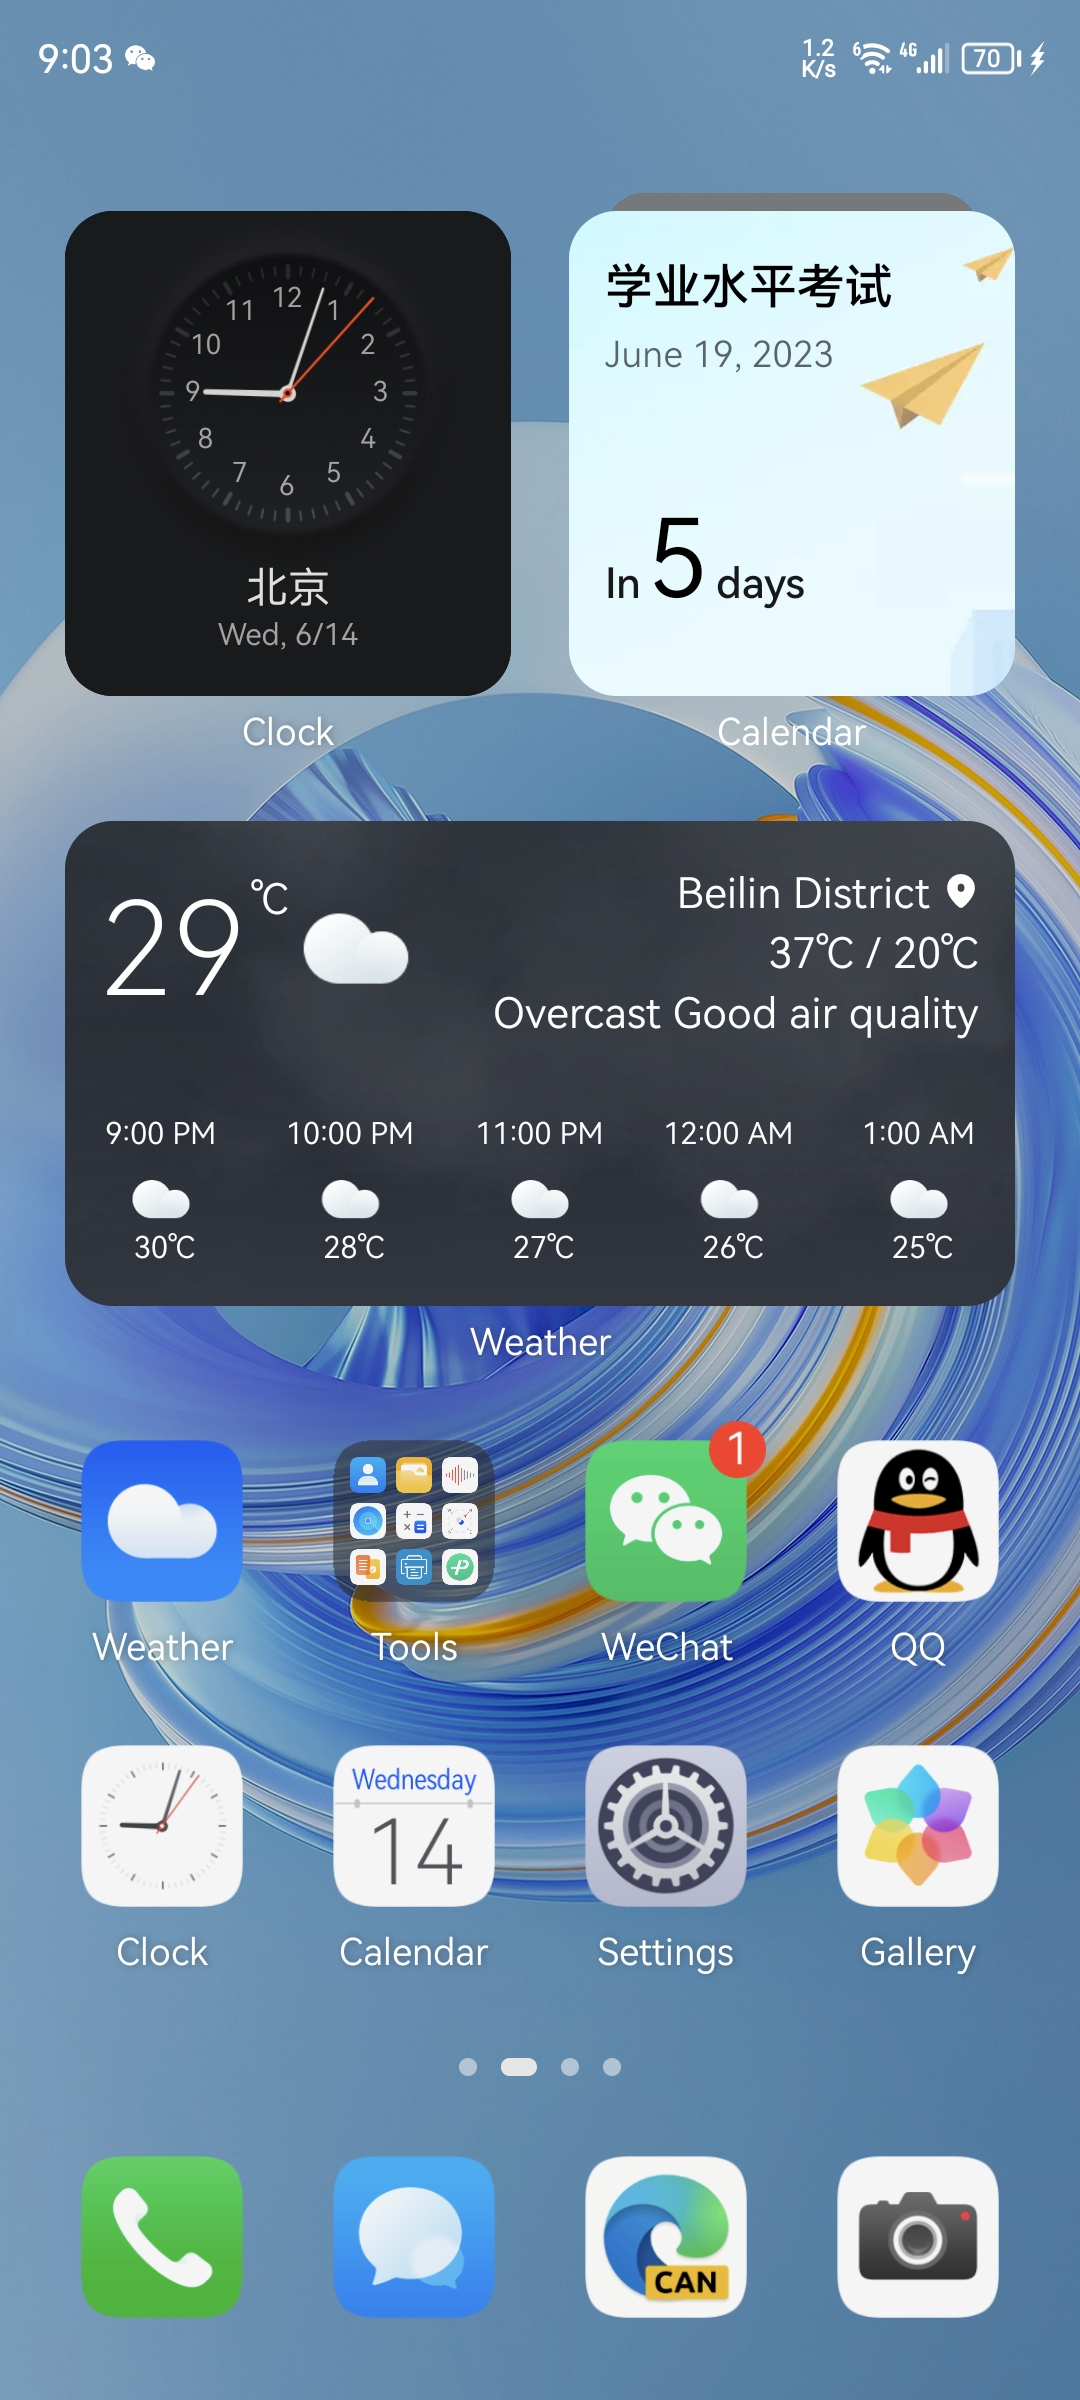 9:03
1.2
K/s
6
4G
70
12
11
1
10
2
9
3
8
4
7
5
6
北京
Wed, 6/14
Clock
学业水平考试
June 19, 2023
In 5 days
Calendar
29℃
Beilin District
37℃ / 20℃
Overcast Good air quality
9:00 PM 10:00 PM 11:00 PM 12:00 AM 1:00 AM
30℃ 28℃ 27℃ 26℃ 25℃
Weather
1
Weather Tools WeChat QQ
Wednesday
14
Clock Calendar Settings Gallery
CAN